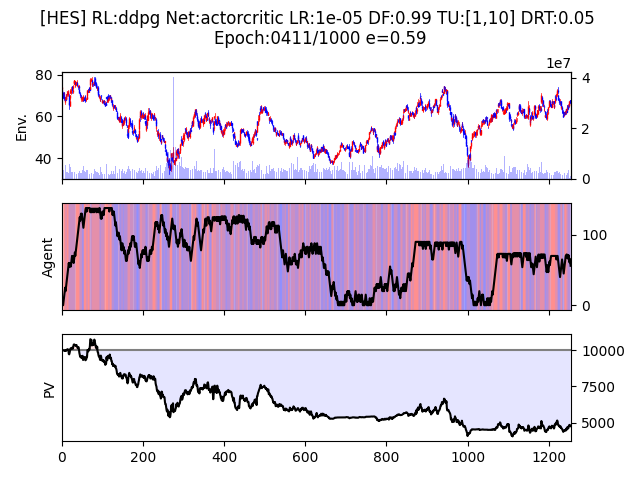 [HES] RL:ddpg Net:actorcritic LR:1e-05 DF:0.99 TU:[1,10] DRT:0.05
Epoch:0411/1000 e=0.59
1e7
80
60
40
Env.
4
2
0
Agent
100
0
PV
10000
7500
5000
0 200 400 600 800 1000 1200